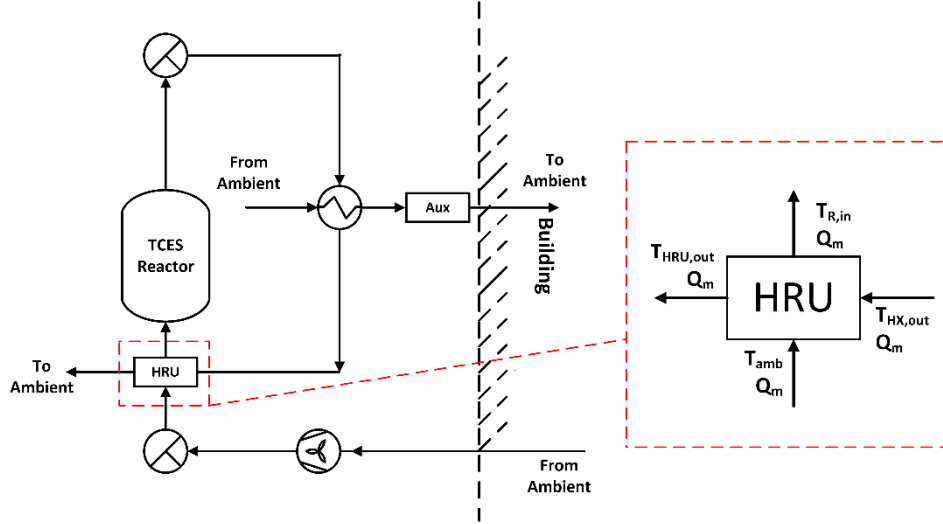 From
Ambient
To
Ambient
Aux
Building
TCES
Reactor
To
Ambient
HRU
From
Ambient
T_R,in
Q_m
T_HRU,out
Q_m
HRU
T_HX,out
Q_m
T_amb
Q_m